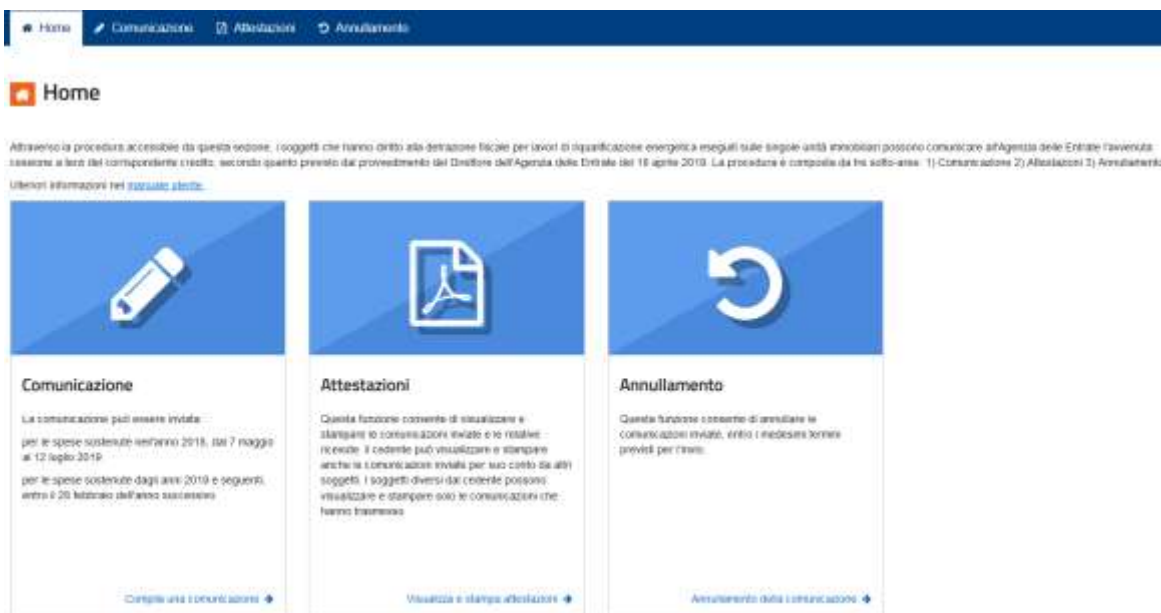 Home Comunicazione Attestazioni Annullamento
Home
Attraverso la procedura accessibile da questa sezione, i soggetti che hanno diritto alla detrazione fiscale per lavori di riqualificazione energetica eseguiti sulle singole unità immobiliari possono comunicare all'Agenzia delle Entrate l'avvenuta
cessione a terzi del corrispondente credito, secondo quanto previsto dal provvedimento del Direttore dell'Agenzia delle Entrate del 18 aprile 2019. La procedura è composta da tre sotto-aree: 1) Comunicazione 2) Attestazioni 3) Annullamento
Ulteriori informazioni nel manuale utente.
Comunicazione
La comunicazione può essere inviata:
per le spese sostenute nell'anno 2018, dal 7 maggio
al 12 luglio 2019
per le spese sostenute dagli anni 2019 e seguenti,
entro il 28 febbraio dell'anno successivo
Compila una comunicazione
Attestazioni
Questa funzione consente di visualizzare e
stampare le comunicazioni inviate e le relative
ricevute. Il cedente può visualizzare e stampare
anche le comunicazioni inviate per suo conto da altri
soggetti. I soggetti diversi dal cedente possono
visualizzare e stampare solo le comunicazioni che
hanno trasmesso
Visualizza e stampa attestazioni
Annullamento
Questa funzione consente di annullare le
comunicazioni inviate, entro i medesimi termini
previsti per l'invio.
Annullamento della comunicazione